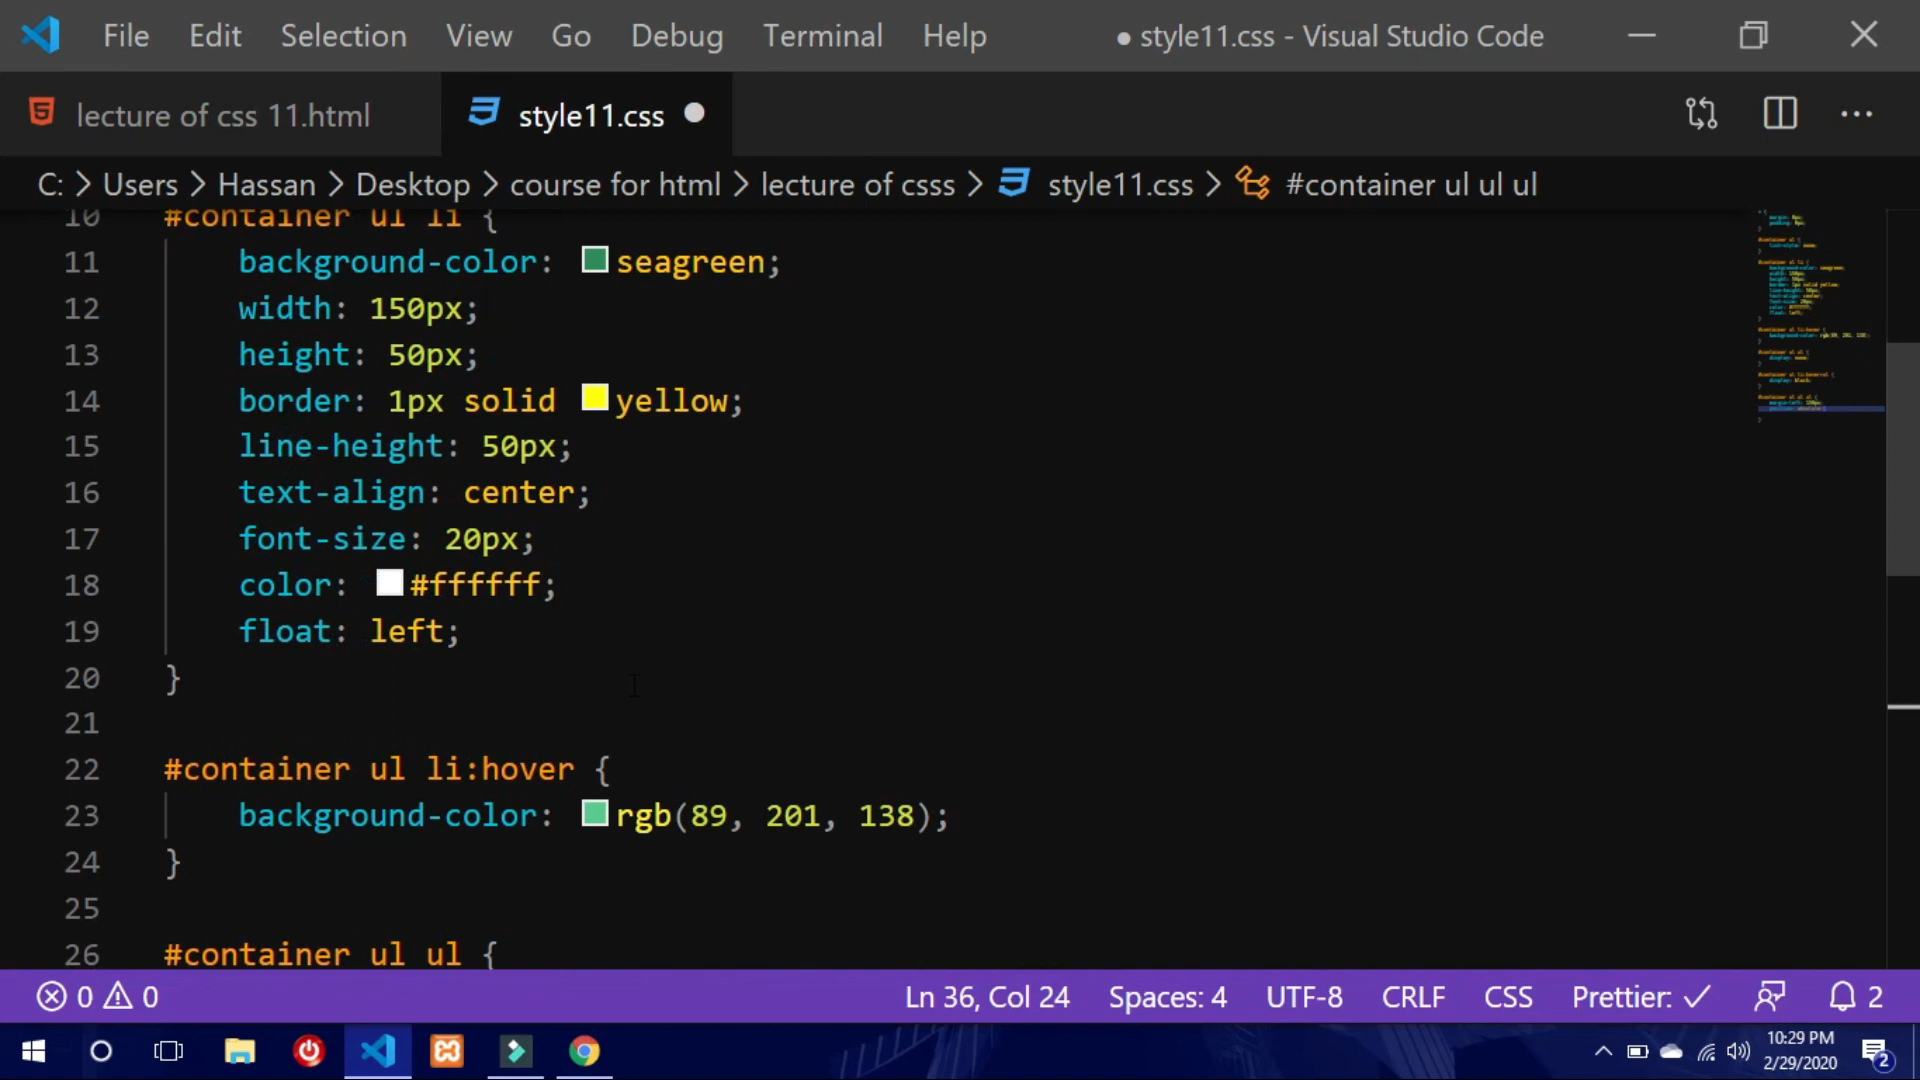 File Edit Selection View Go Debug Terminal Help ● style11.css - Visual Studio Code
lecture of css 11.html style11.css
C: > Users > Hassan > Desktop > course for html > lecture of csss > style11.css > #container ul ul ul
10 #container ul li {
11 background-color: seagreen;
12 width: 150px;
13 height: 50px;
14 border: 1px solid yellow;
15 line-height: 50px;
16 text-align: center;
17 font-size: 20px;
18 color: #ffffff;
19 float: left;
20 }
21
22 #container ul li:hover {
23 background-color: rgb(89, 201, 138);
24 }
25
26 #container ul ul {
0 0 Ln 36, Col 24 Spaces: 4 UTF-8 CRLF CSS Prettier: ✓ 2
10:29 PM
2/29/2020
2